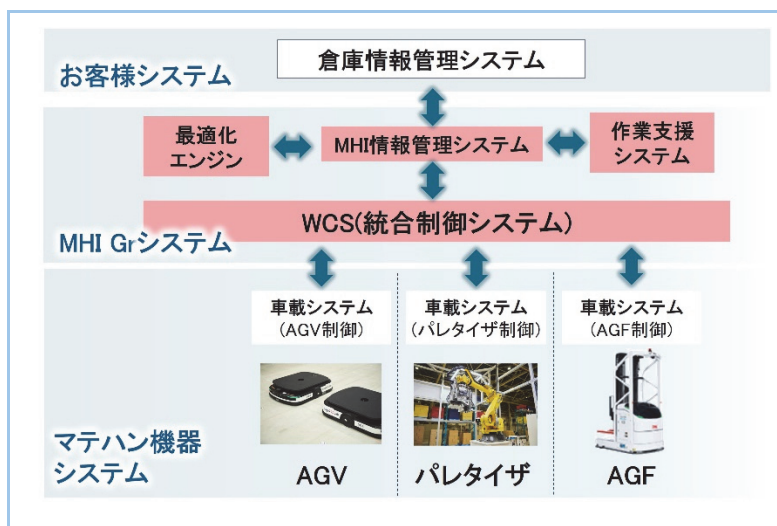 お客様システム
倉庫情報管理システム
最適化
エンジン
MHI情報管理システム
作業支援
システム
WCS(統合制御システム)
MHI Grシステム
車載システム
(AGV制御)
車載システム
(パレタイザ制御)
車載システム
(AGF制御)
マテハン機器
システム
AGV
パレタイザ
AGF